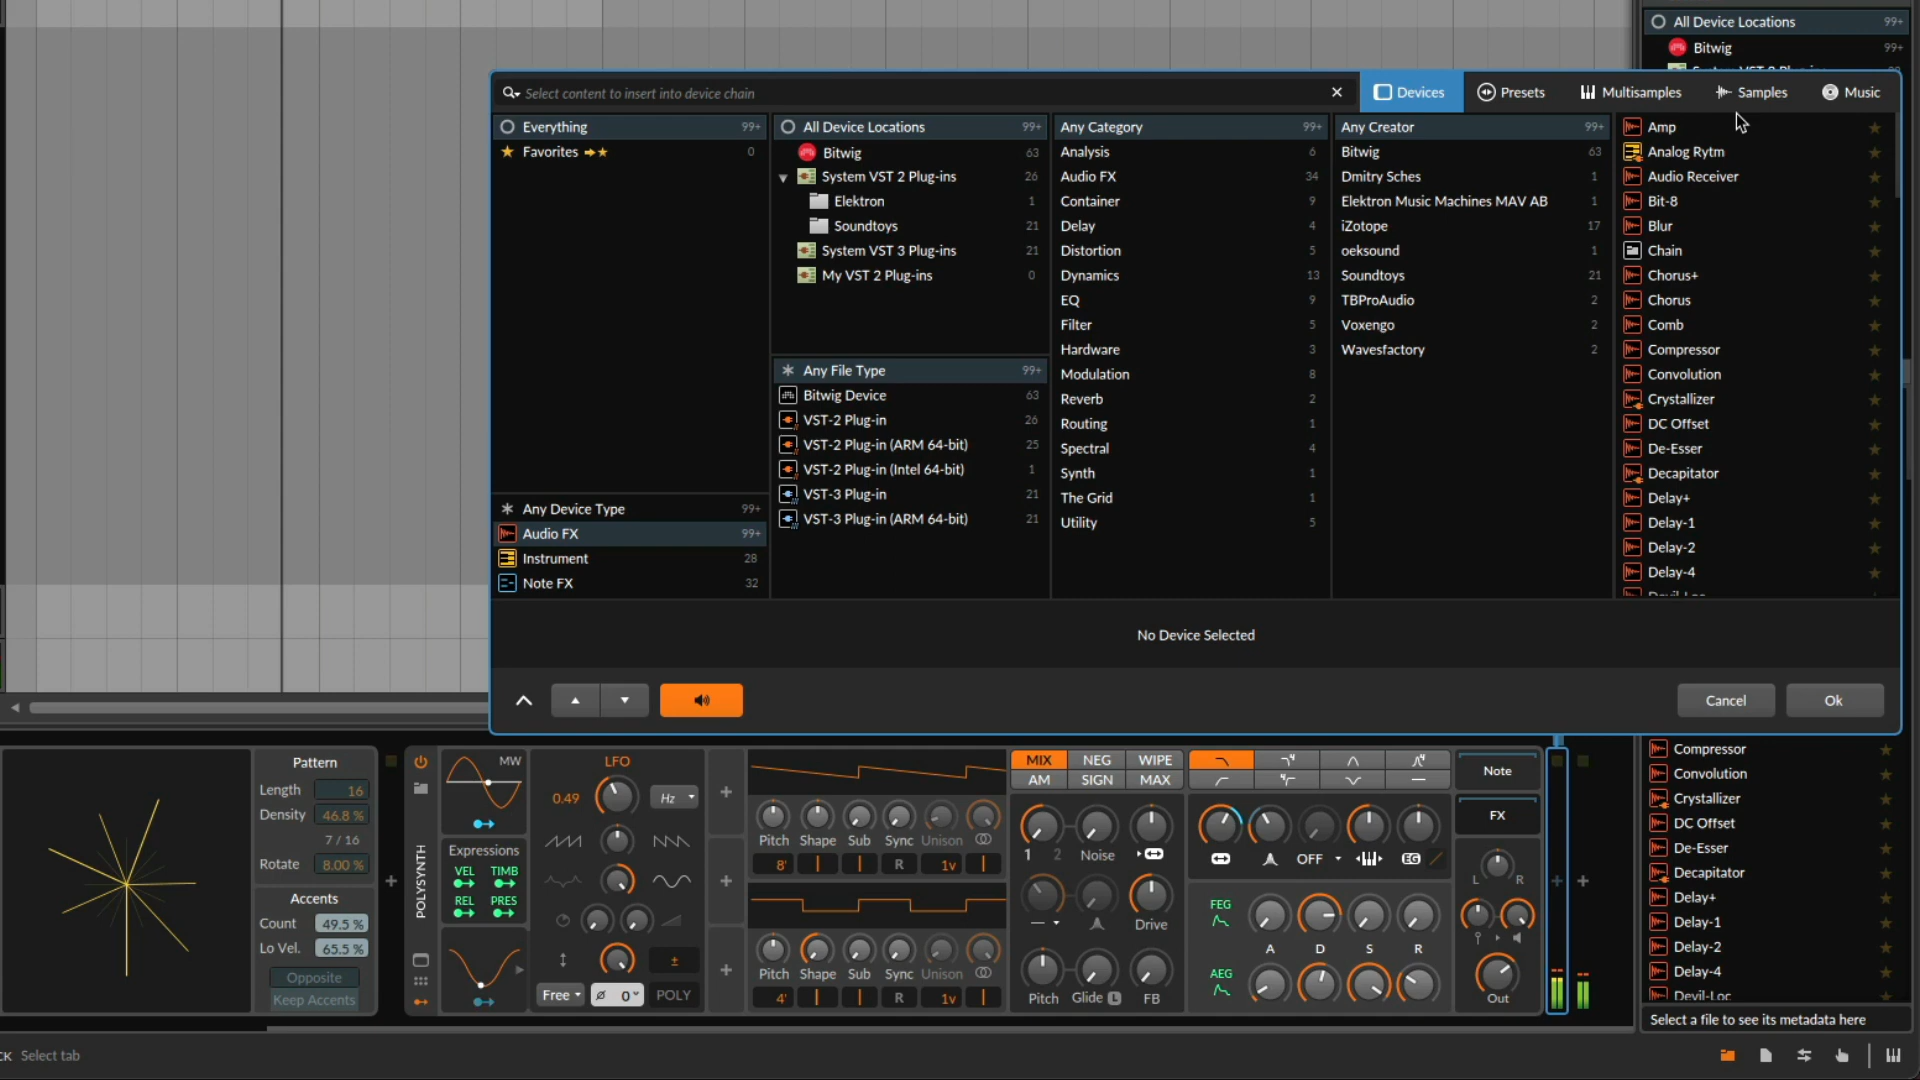 All Device Locations 99+
Bitwig 99+
Select content to insert into device chain
Devices
Presets
Multisamples
Samples
Music
Everything 99+
Favorites 0
Any Device Type 99+
Audio FX 99+
Instrument 28
Note FX 32
All Device Locations 99+
Bitwig 63
System VST 2 Plug-ins 26
Elektron 1
Soundtoys 21
System VST 3 Plug-ins 21
My VST 2 Plug-ins 0
Any File Type 99+
Bitwig Device 63
VST-2 Plug-in 26
VST-2 Plug-in (ARM 64-bit) 25
VST-2 Plug-in (Intel 64-bit) 1
VST-3 Plug-in 21
VST-3 Plug-in (ARM 64-bit) 21
Any Category 99+
Analysis 6
Audio FX 34
Container 9
Delay 4
Distortion 5
Dynamics 13
EQ 9
Filter 5
Hardware 3
Modulation 8
Reverb 2
Routing 1
Spectral 4
Synth 1
The Grid 1
Utility 5
Any Creator 99+
Bitwig 63
Dmitry Sches 1
Elektron Music Machines MAV AB 1
iZotope 17
oeksound 1
Soundtoys 21
TBProAudio 2
Voxengo 2
Wavesfactory 2
Amp
Analog Rytm
Audio Receiver
Bit-8
Blur
Chain
Chorus+
Chorus
Comb
Compressor
Convolution
Crystallizer
DC Offset
De-Esser
Decapitator
Delay+
Delay-1
Delay-2
Delay-4
No Device Selected
Cancel
Ok
Pattern
Length 16
Density 46.8 %
7 / 16
Rotate 8.00 %
Accents
Count 49.5 %
Lo Vel. 65.5 %
Opposite
Keep Accents
POLYSYNTH
MW
Expressions
VEL TIMB
REL PRES
LFO
0.49 Hz
Free 0° POLY
Pitch Shape Sub Sync Unison
8' R 1v
Pitch Shape Sub Sync Unison
4' R 1v
MIX NEG WIPE
AM SIGN MAX
1 2 Noise
Drive
Pitch Glide L FB
OFF EG
FEG
A D S R
AEG
Note
FX
L R
Out
Compressor
Convolution
Crystallizer
DC Offset
De-Esser
Decapitator
Delay+
Delay-1
Delay-2
Delay-4
Devil-Loc
Select a file to see its metadata here
CK Select tab